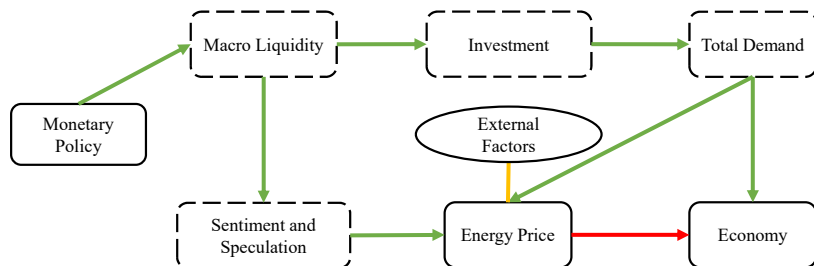 Macro Liquidity
Investment
Total Demand
Monetary
Policy
External
Factors
Sentiment and
Speculation
Energy Price
Economy